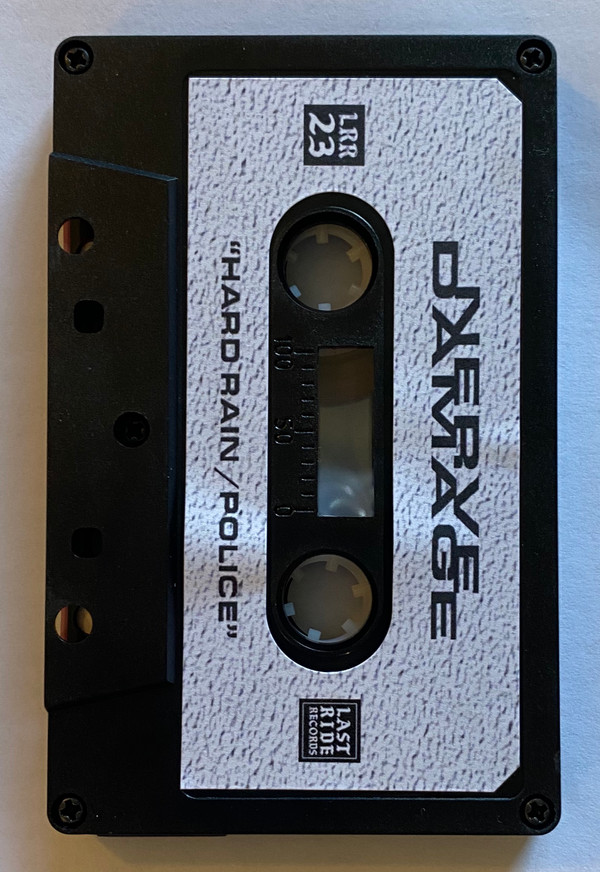 NERVE
DAMAGE
LRR
23
100 50 0
LAST
RIDE
RECORDS
“HARD RAIN / POLICE”